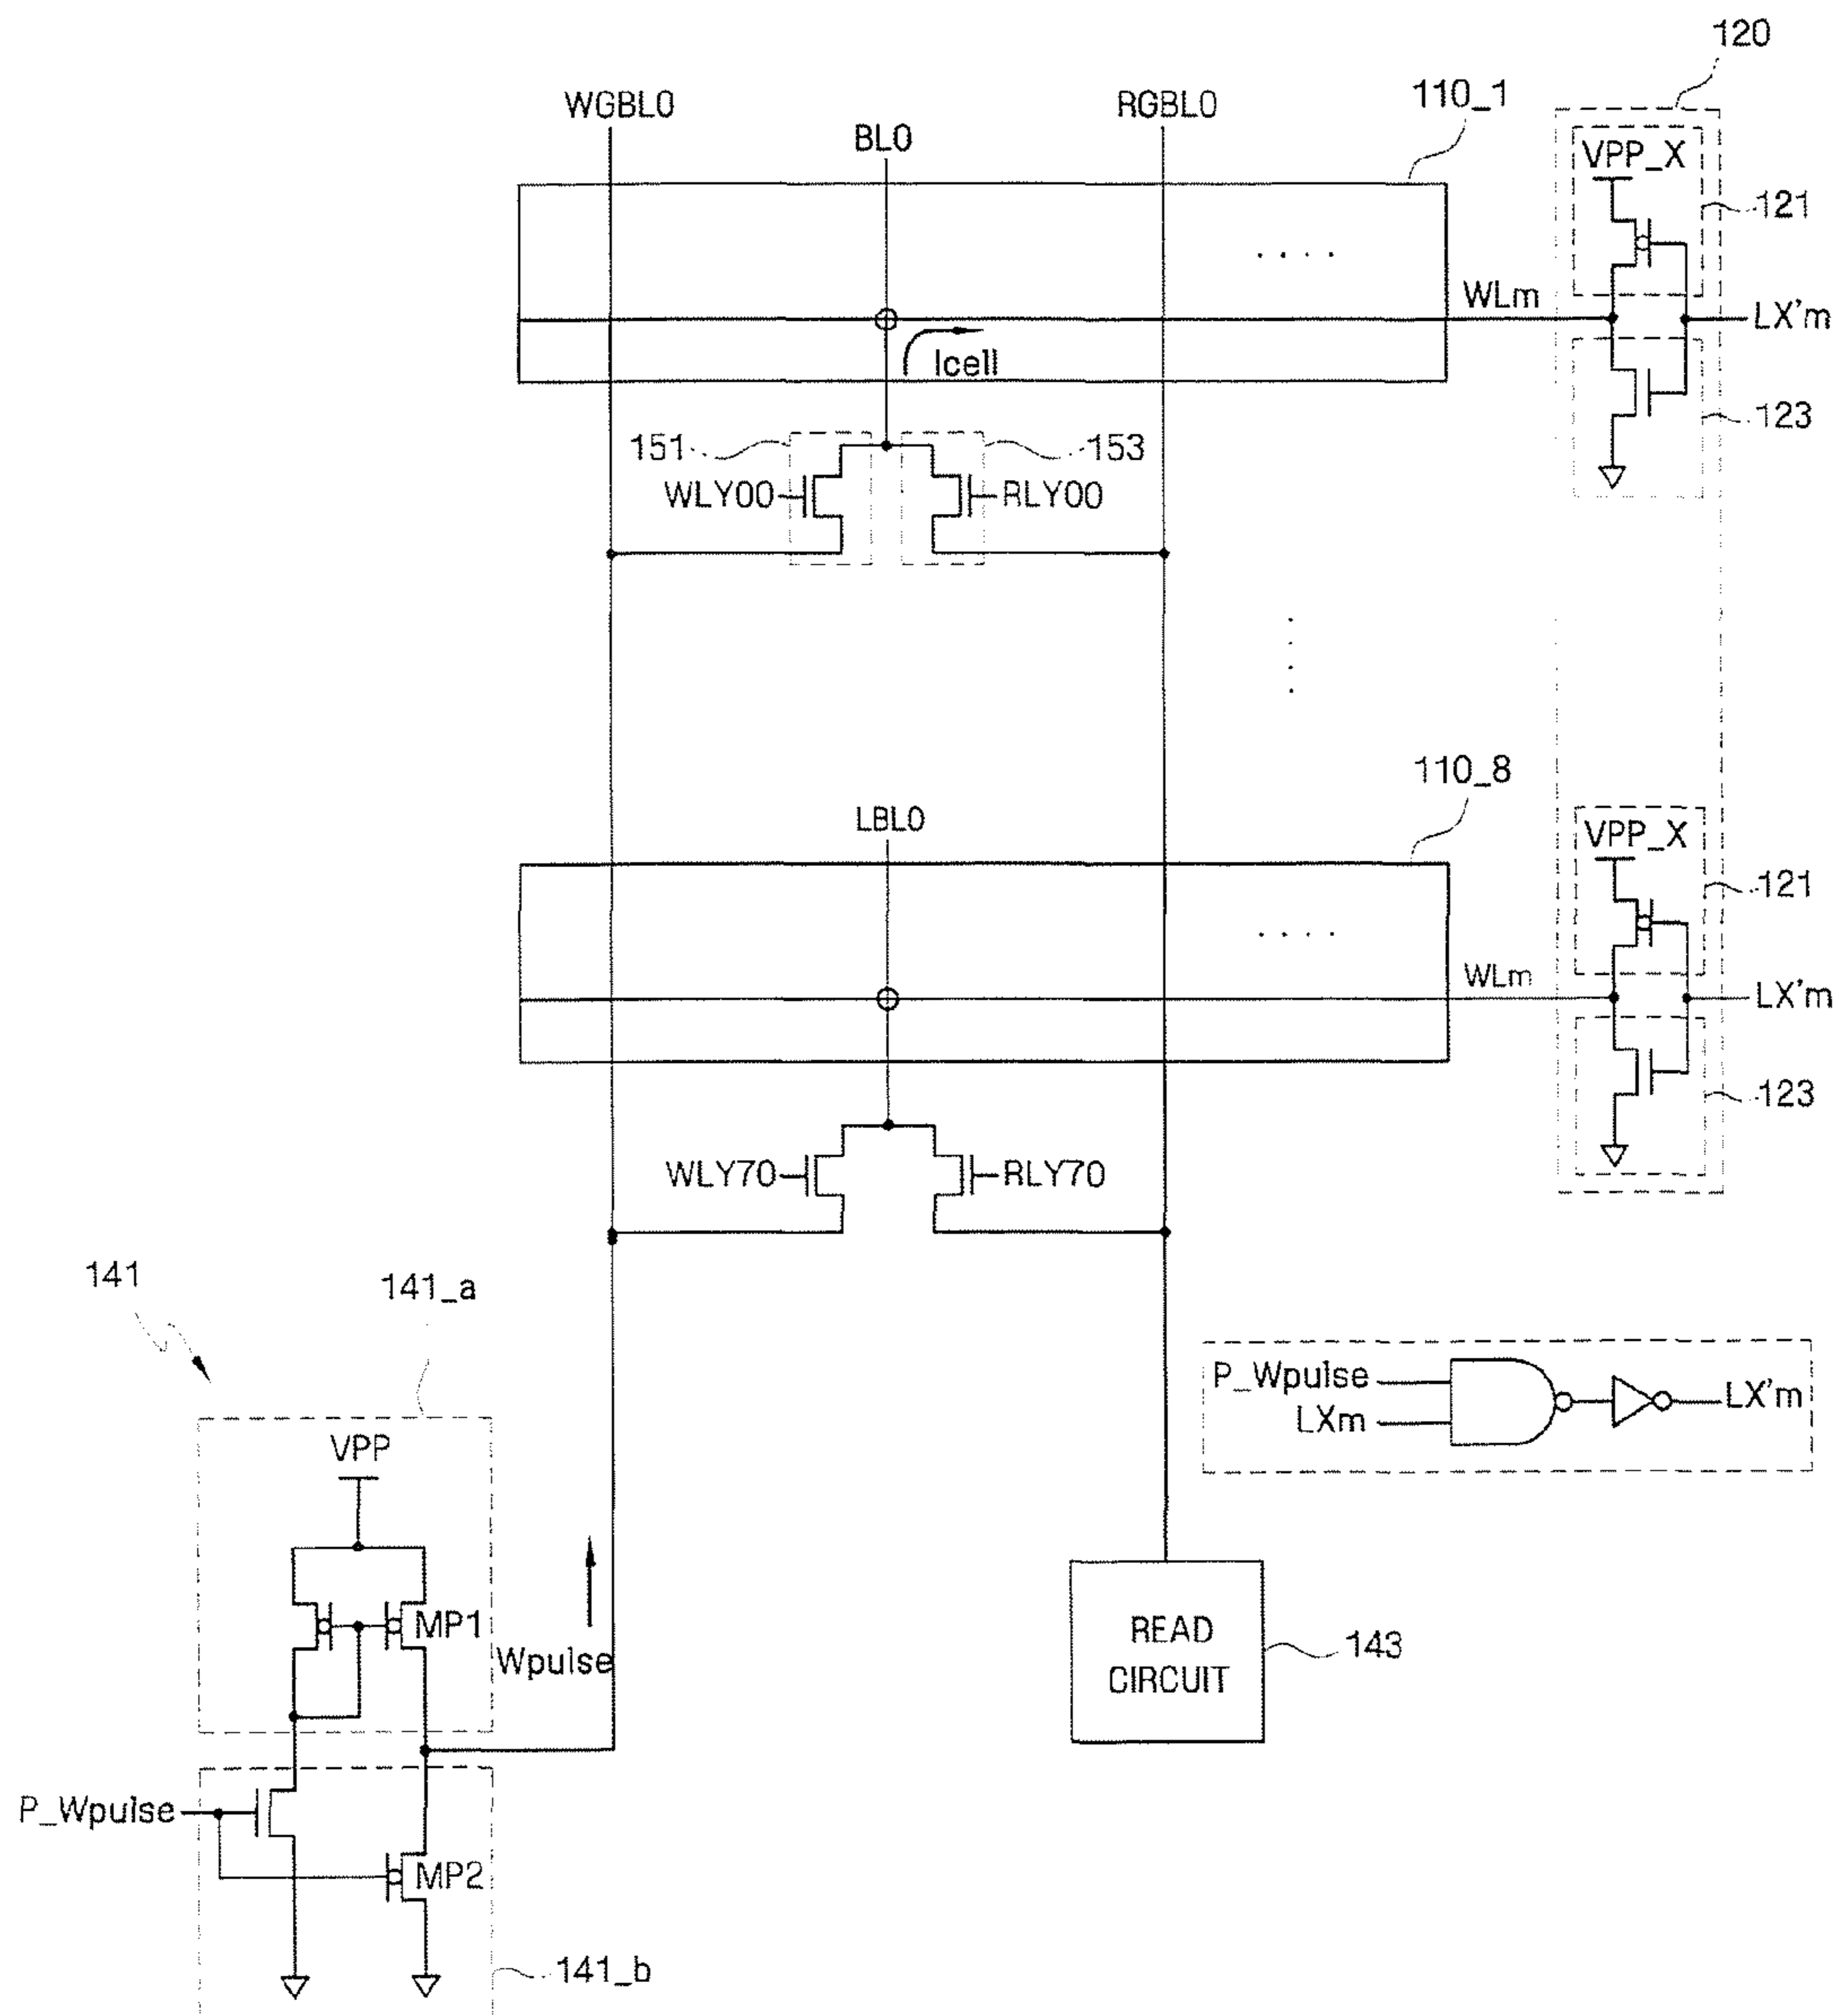 120
WGBL0
BL0
RGBL0
110_1
VPP_X
121
WLm
LX'm
Icell
123
151
153
WLY00
RLY00
110_8
LBL0
VPP_X
121
WLm
LX'm
123
WLY70
RLY70
141
141_a
P_Wpulse
LXm
LX'm
VPP
MP1
Wpulse
READ
CIRCUIT
143
P_Wpulse
MP2
141_b